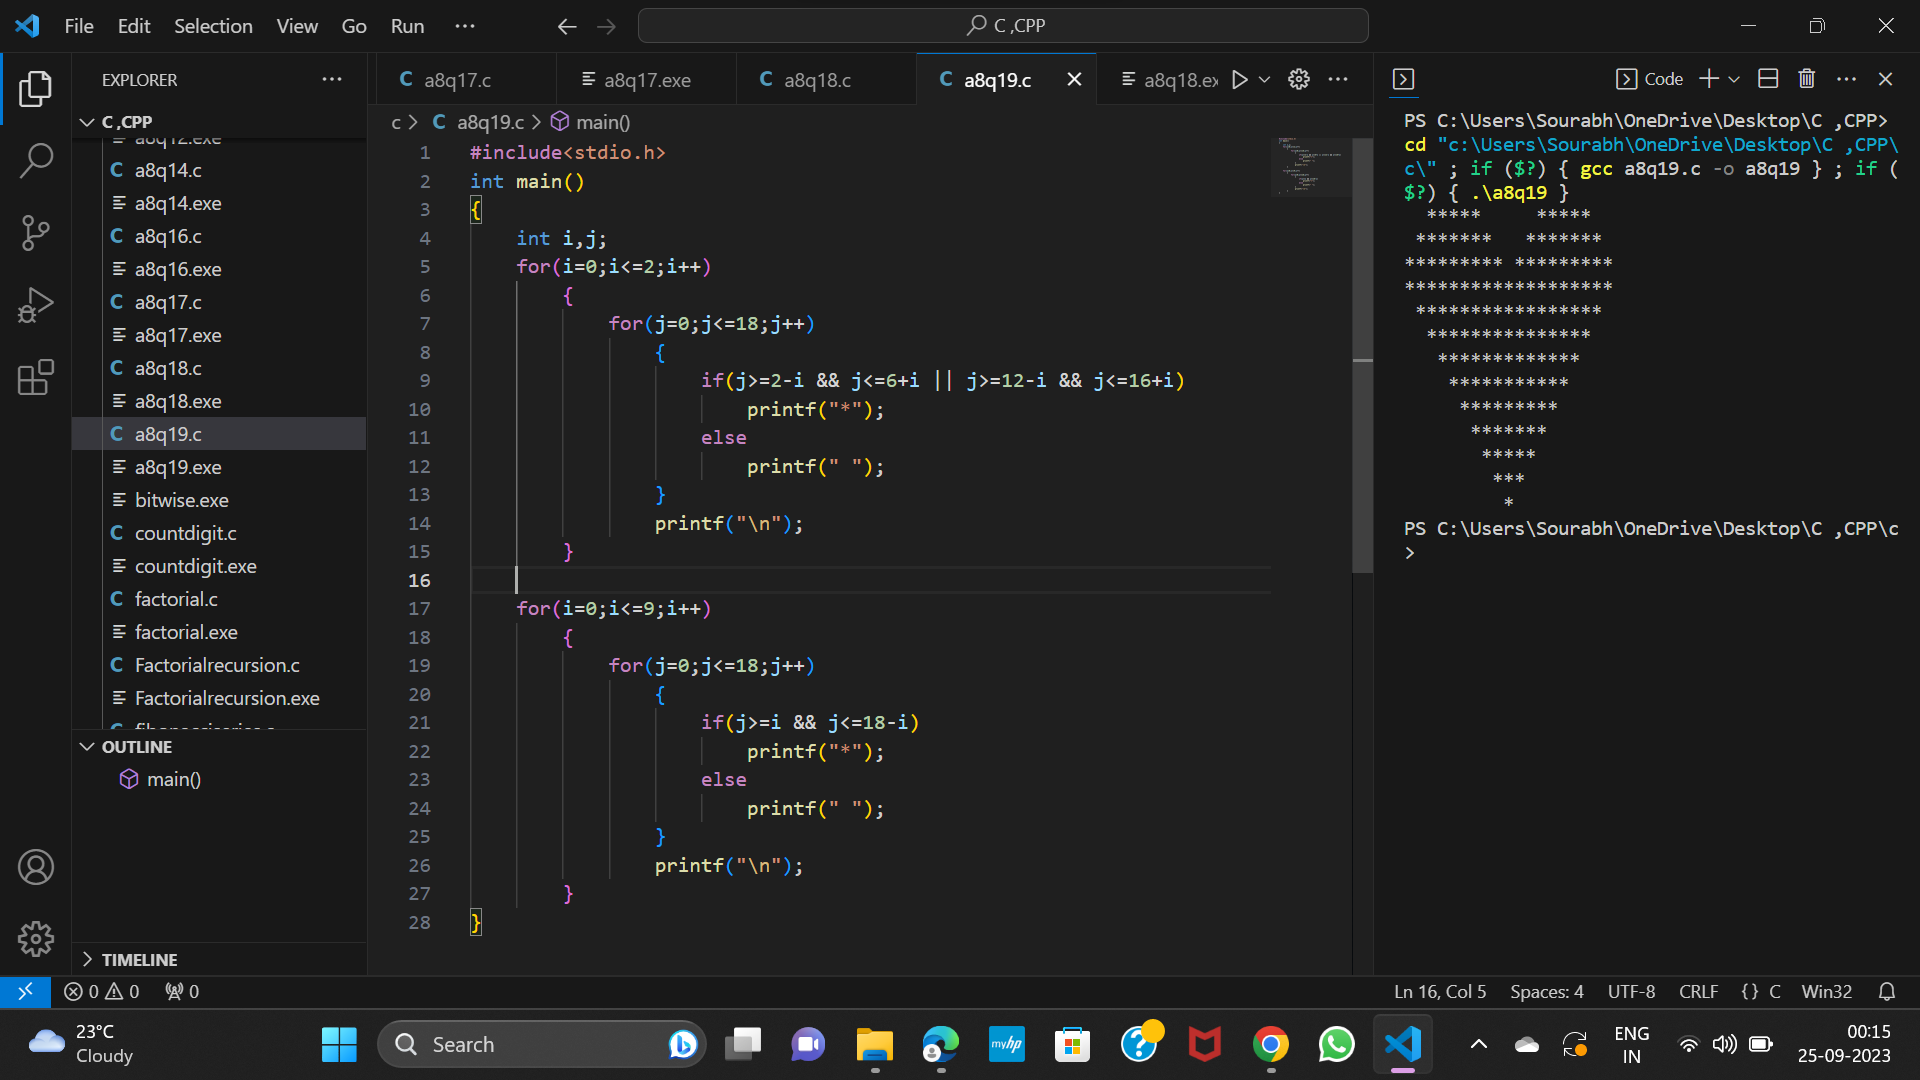 File Edit Selection View Go Run ···
C ,CPP
EXPLORER
C ,CPP
a8q12.exe
a8q14.c
a8q14.exe
a8q16.c
a8q16.exe
a8q17.c
a8q17.exe
a8q18.c
a8q18.exe
a8q19.c
a8q19.exe
bitwise.exe
countdigit.c
countdigit.exe
factorial.c
factorial.exe
Factorialrecursion.c
Factorialrecursion.exe
OUTLINE
main()
TIMELINE
a8q17.c a8q17.exe a8q18.c a8q19.c a8q18.ex
c > C a8q19.c > main()
1 #include<stdio.h>
2 int main()
3 {
4     int i,j;
5     for(i=0;i<=2;i++)
6         {
7             for(j=0;j<=18;j++)
8                 {
9                     if(j>=2-i && j<=6+i || j>=12-i && j<=16+i)
10                         printf("*");
11                     else
12                         printf(" ");
13                 }
14                 printf("\n");
15         }
16
17     for(i=0;i<=9;i++)
18         {
19             for(j=0;j<=18;j++)
20                 {
21                     if(j>=i && j<=18-i)
22                         printf("*");
23                     else
24                         printf(" ");
25                 }
26                 printf("\n");
27         }
28 }
Code
PS C:\Users\Sourabh\OneDrive\Desktop\C ,CPP>
cd "c:\Users\Sourabh\OneDrive\Desktop\C ,CPP\
c\" ; if ($?) { gcc a8q19.c -o a8q19 } ; if (
$?) { .\a8q19 }
  *****     *****
 *******   *******
********* *********
*******************
 *****************
  ***************
   *************
    ***********
     *********
      *******
       *****
        ***
         *
PS C:\Users\Sourabh\OneDrive\Desktop\C ,CPP\c
>
0 0 0
Ln 16, Col 5 Spaces: 4 UTF-8 CRLF {} C Win32
23°C
Cloudy
Search
myhp
ENG
IN
00:15
25-09-2023